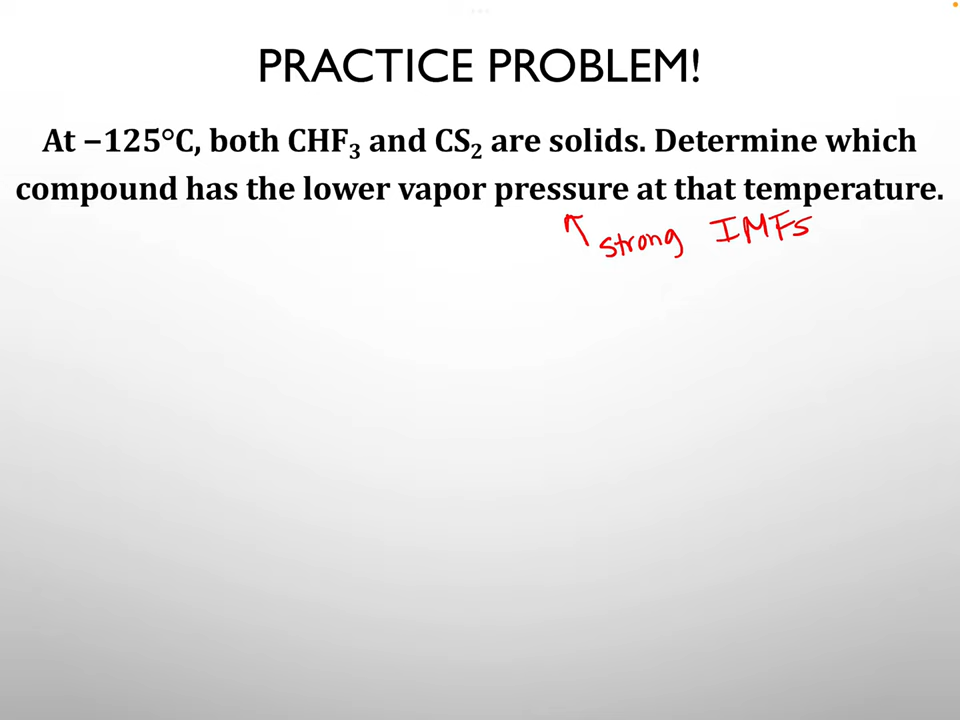 PRACTICE PROBLEM!
At −125°C, both CHF₃ and CS₂ are solids. Determine which
compound has the lower vapor pressure at that temperature.
strong IMFs